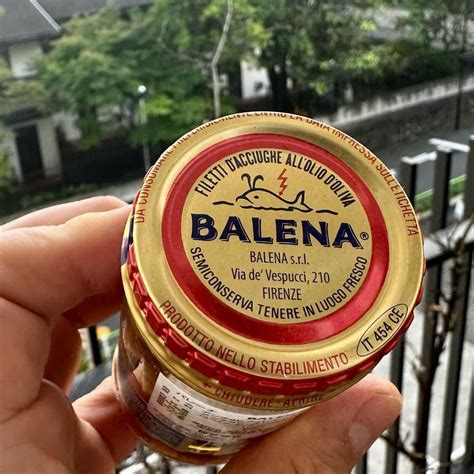 DA CONSUMARE PREFERIBILMENTE ENTRO LA DATA IMPRESSA SULL'ETICHETTA
FILETTI D'ACCIUGHE ALL'OLIO D'OLIVA
BALENA®
BALENA s.r.l.
Via de' Vespucci, 210
FIRENZE
SEMICONSERVA TENERE IN LUOGO FRESCO
PRODOTTO NELLO STABILIMENTO
IT 454 CE
CHIUDERE - APRIRE